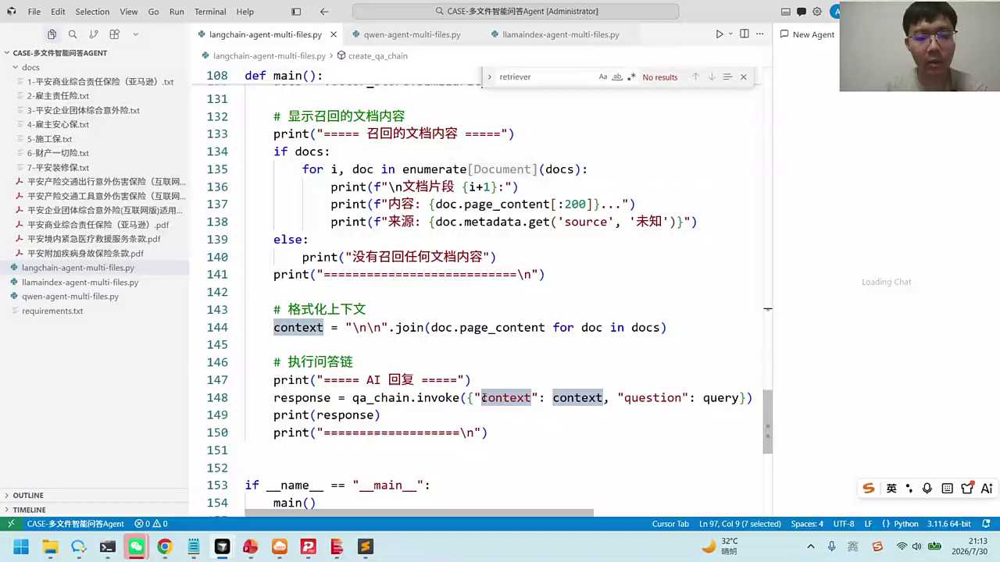 File Edit Selection View Go Run Terminal Help
CASE-多文件智能问答Agent [Administrator]
langchain-agent-multi-files.py
qwen-agent-multi-files.py
llamaindex-agent-multi-files.py
New Agent
CASE-多文件智能问答AGENT
docs
1-平安商业综合责任保险（亚马逊）.txt
2-雇主责任险.txt
3-平安企业团体综合意外险.txt
4-雇主安心保.txt
5-施工保.txt
6-财产一切险.txt
7-平安装修保.txt
平安产险交通出行意外伤害保险（互联网...
平安产险交通工具意外伤害保险（互联网...
平安企业团体综合意外险(互联网版)适用...
平安商业综合责任保险（亚马逊）.pdf
平安境内紧急医疗救援服务条款.pdf
平安附加疾病身故保险条款.pdf
langchain-agent-multi-files.py
llamaindex-agent-multi-files.py
qwen-agent-multi-files.py
requirements.txt
OUTLINE
TIMELINE
langchain-agent-multi-files.py > create_qa_chain
retriever
Aa ab No results
108 def main():
131
132 # 显示召回的文档内容
133 print("===== 召回的文档内容 =====")
134 if docs:
135 for i, doc in enumerate[Document](docs):
136 print(f"\n文档片段 {i+1}:")
137 print(f"内容: {doc.page_content[:200]}...")
138 print(f"来源: {doc.metadata.get('source', '未知')}")
139 else:
140 print("没有召回任何文档内容")
141 print("===========================\n")
142
143 # 格式化上下文
144 context = "\n\n".join(doc.page_content for doc in docs)
145
146 # 执行问答链
147 print("===== AI 回复 =====")
148 response = qa_chain.invoke({"context": context, "question": query})
149 print(response)
150 print("===================\n")
151
152
153 if __name__ == "__main__":
154 main()
Loading Chat
英
CASE-多文件智能问答Agent 0 0
Cursor Tab Ln 97, Col 9 (7 selected) Spaces: 4 UTF-8 LF {} Python 3.11.6 64-bit
32°C
晴朗
英
21:13
2026/7/30